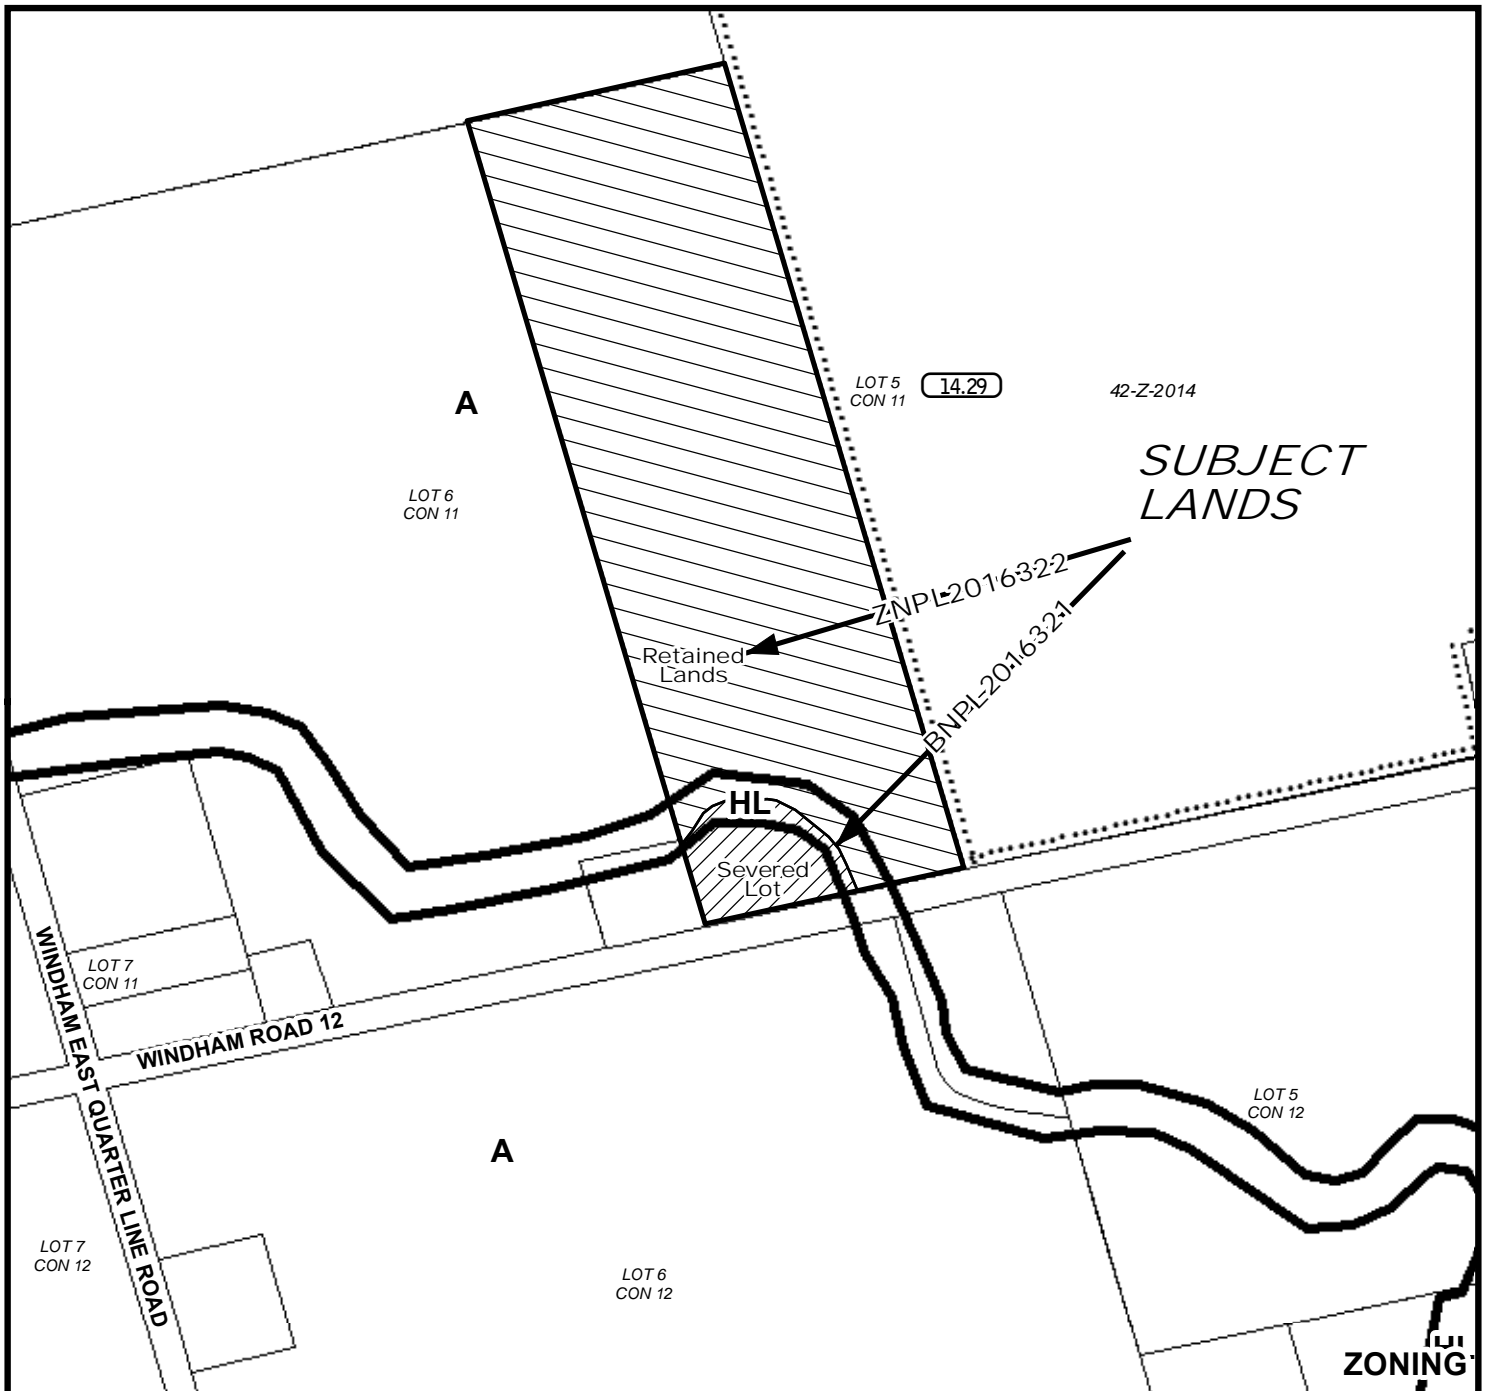 A
LOT 5
CON 11
14.29
42-Z-2014
SUBJECT
LANDS
LOT 6
CON 11
ZNPL2016322
BNPL2016321
Retained
Lands
HL
Severed
Lot
LOT 7
CON 11
WINDHAM EAST QUARTER LINE ROAD
WINDHAM ROAD 12
LOT 5
CON 12
A
LOT 7
CON 12
LOT 6
CON 12
ZONING